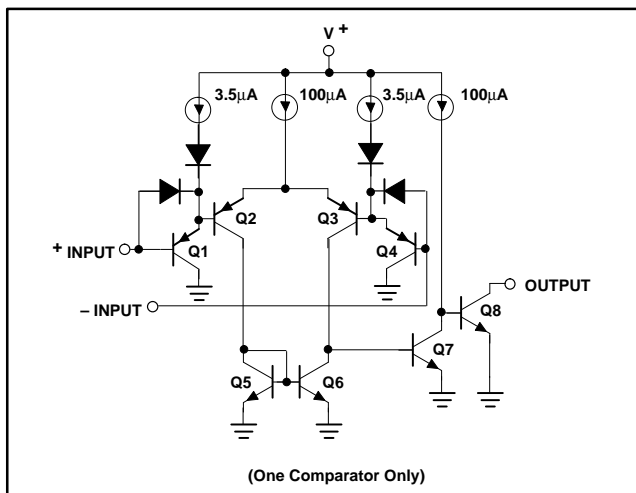 V +
3.5µA
100µA
3.5µA
100µA
Q2
Q3
+ INPUT
Q1
Q4
– INPUT
OUTPUT
Q8
Q7
Q5
Q6
(One Comparator Only)